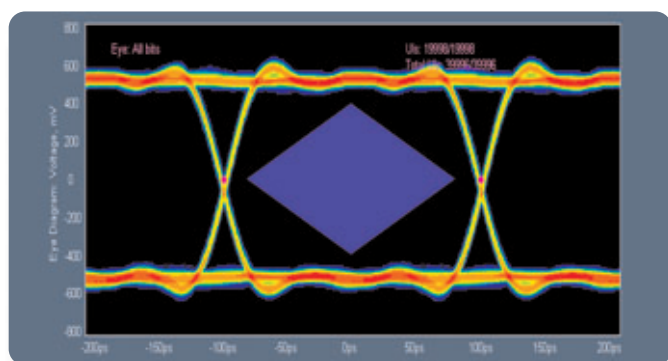 800
Eye: All bits
UIs: 19998/19998
600
400
200
0
-200
-400
-600
-800
Eye Diagram: Voltage, mV
-200ps
-150ps
-100ps
-50ps
0ps
50ps
100ps
150ps
200ps